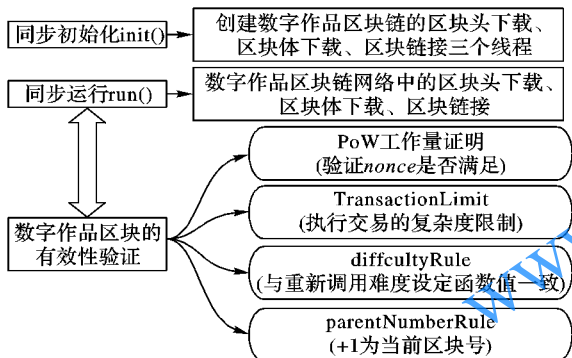 同步初始化init()
创建数字作品区块链的区块头下载、
区块体下载、区块链接三个线程
同步运行run()
数字作品区块链网络中的区块头下载、
区块体下载、区块链接
PoW工作量证明
(验证nonce是否满足)
TransactionLimit
(执行交易的复杂度限制)
数字作品区块的
有效性验证
diffcultyRule
(与重新调用难度设定函数值一致)
parentNumberRule
(+1为当前区块号)
WWW